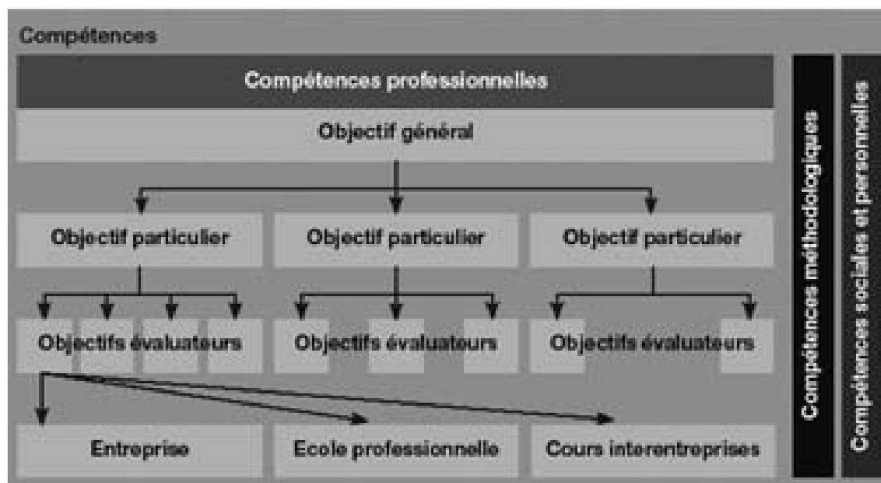 Compétences
Compétences professionnelles
Objectif général
Objectif particulier
Objectif particulier
Objectif particulier
Objectifs évaluateurs
Objectifs évaluateurs
Objectifs évaluateurs
Entreprise
Ecole professionnelle
Cours interentreprises
Compétences méthodologiques
Compétences sociales et personnelles